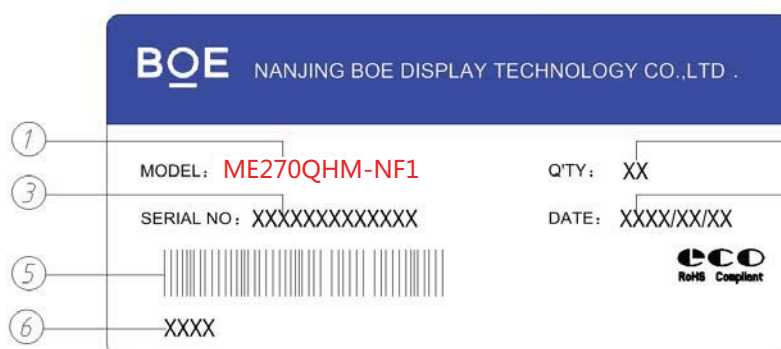 BOE NANJING BOE DISPLAY TECHNOLOGY CO.,LTD .
1
MODEL: ME270QHM-NF1 Q'TY: XX
3
SERIAL NO: XXXXXXXXXXXXX DATE: XXXX/XX/XX
5
eco
RoHS Compliant
6
XXXX